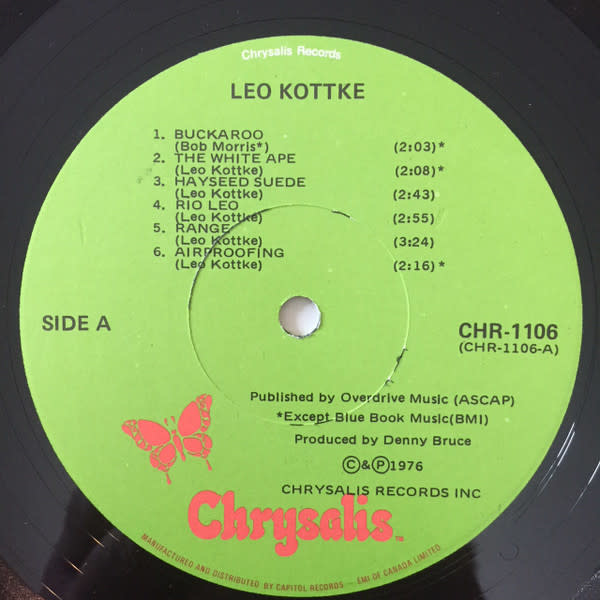 Chrysalis Records
LEO KOTTKE
1. BUCKAROO
(Bob Morris*) (2:03)*
2. THE WHITE APE
(Leo Kottke) (2:08)*
3. HAYSEED SUEDE
(Leo Kottke) (2:43)
4. RIO LEO
(Leo Kottke) (2:55)
5. RANGE
(Leo Kottke) (3:24)
6. AIRPROOFING
(Leo Kottke) (2:16)*
SIDE A
CHR-1106
(CHR-1106-A)
Published by Overdrive Music (ASCAP)
*Except Blue Book Music(BMI)
Produced by Denny Bruce
©&℗1976
CHRYSALIS RECORDS INC
Chrysalis™
MANUFACTURED AND DISTRIBUTED BY CAPITOL RECORDS — EMI OF CANADA LIMITED